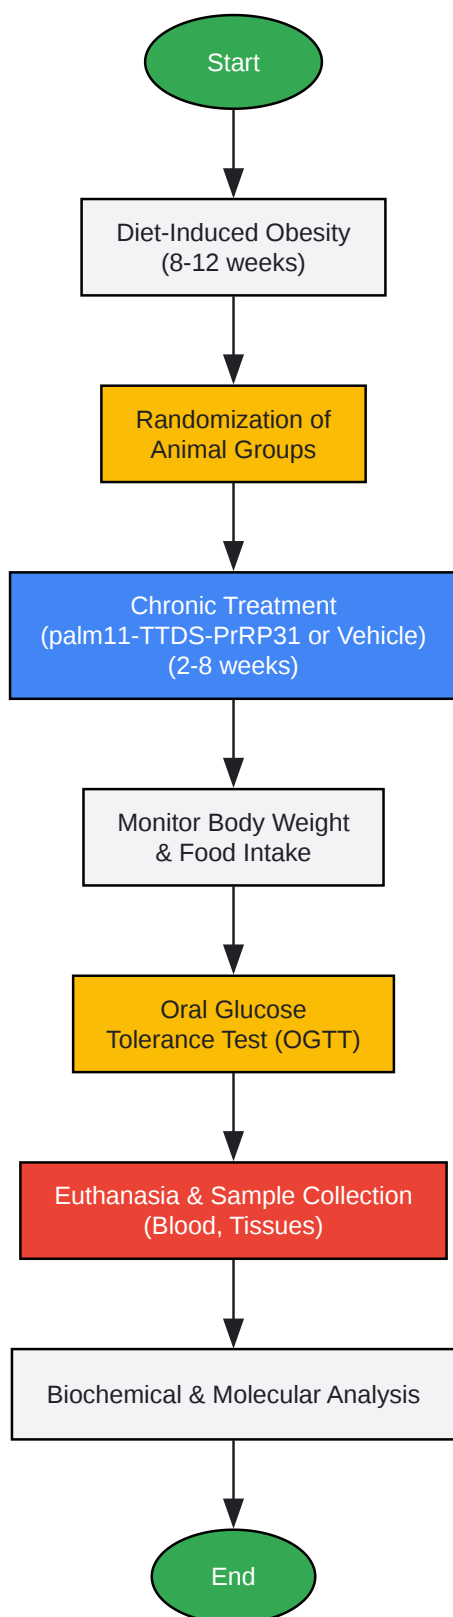 Start
Diet-Induced Obesity
(8-12 weeks)
Randomization of
Animal Groups
Chronic Treatment
(palm11-TTDS-PrRP31 or Vehicle)
(2-8 weeks)
Monitor Body Weight
& Food Intake
Oral Glucose
Tolerance Test (OGTT)
Euthanasia & Sample Collection
(Blood, Tissues)
Biochemical & Molecular Analysis
End